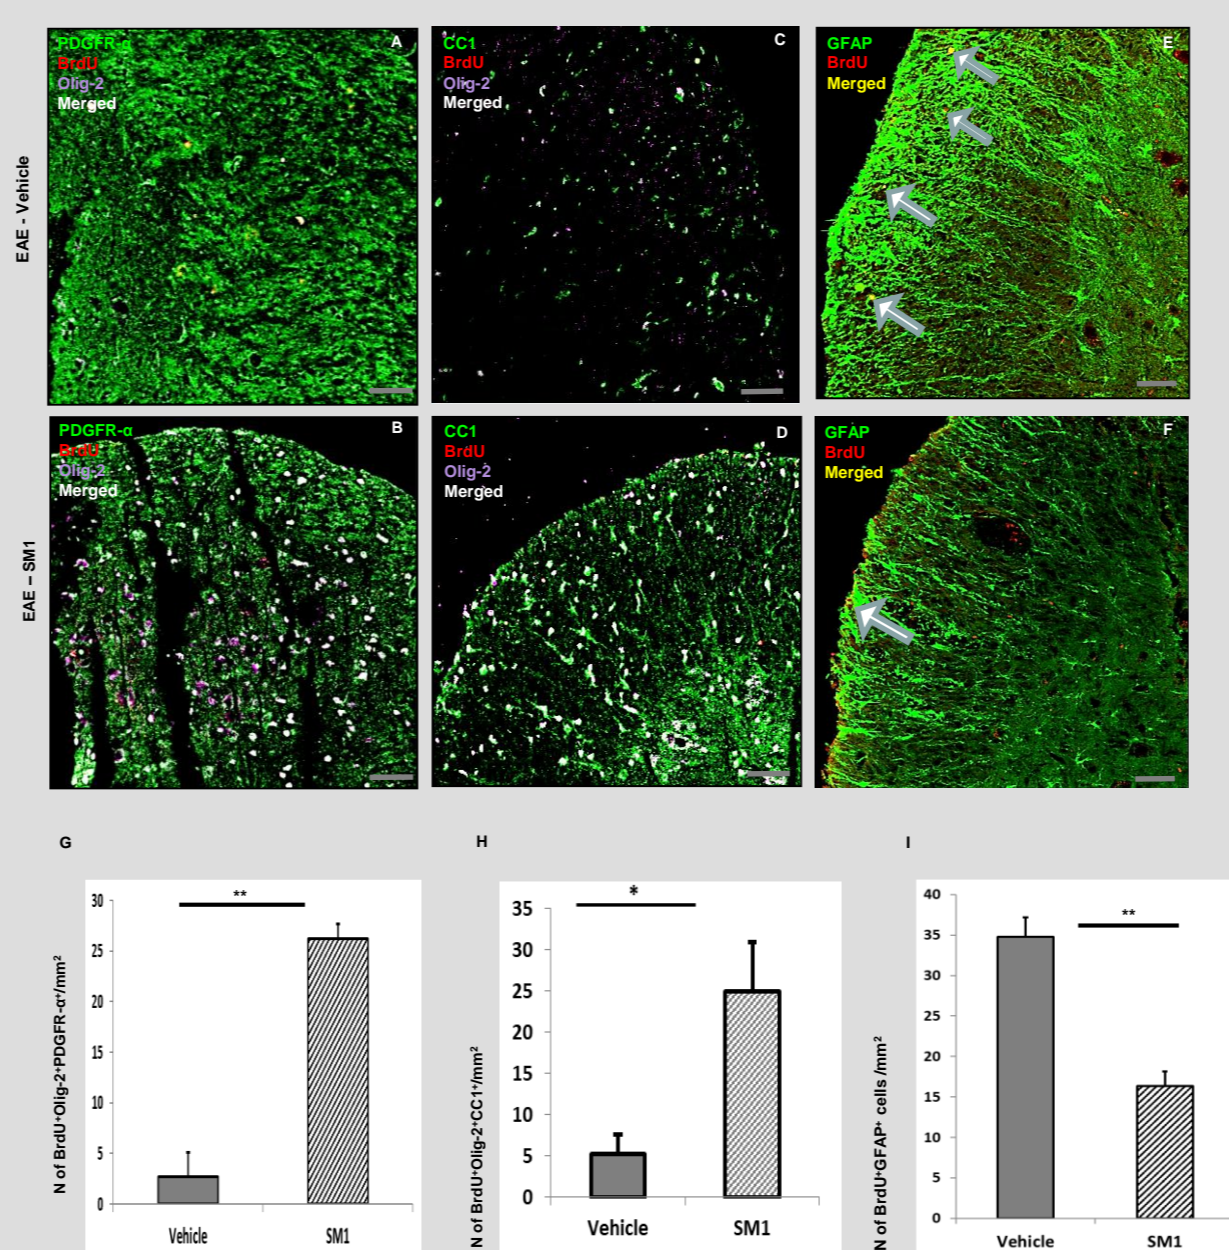 EAE - Vehicle
PDGFR-α
BrdU
Olig-2
Merged
A
CC1
BrdU
Olig-2
Merged
C
GFAP
BrdU
Merged
E
EAE – SM1
PDGFR-α
BrdU
Olig-2
Merged
B
CC1
BrdU
Olig-2
Merged
D
GFAP
BrdU
Merged
F
G
N of BrdU⁺Olig-2⁺PDGFR-α⁺/mm²
30
25
20
15
10
5
0
**
Vehicle SM1
H
N of BrdU⁺Olig-2⁺CC1⁺/mm²
35
30
25
20
15
10
5
0
*
Vehicle SM1
I
N of BrdU⁺GFAP⁺ cells /mm²
40
35
30
25
20
15
10
5
0
**
Vehicle SM1